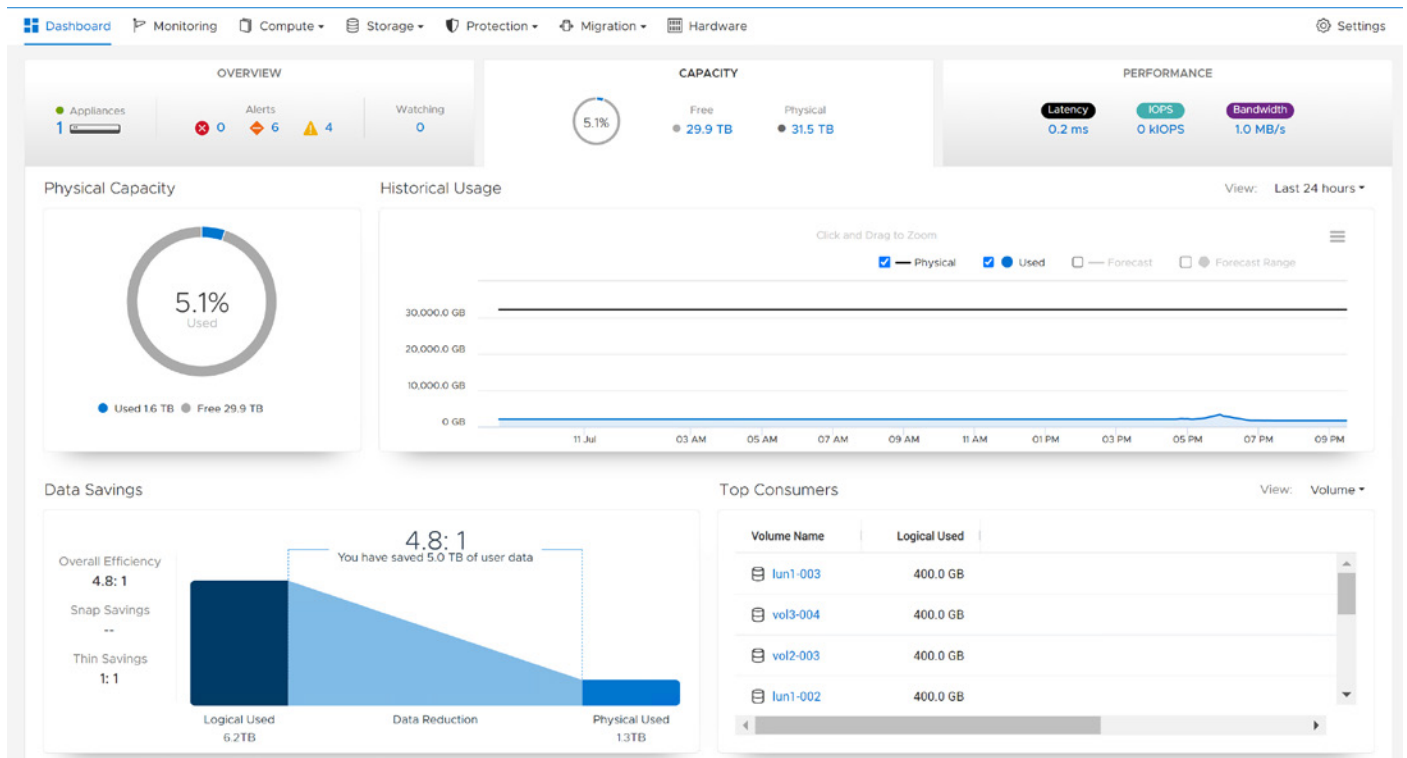 Dashboard Monitoring Compute Storage Protection Migration Hardware Settings
OVERVIEW
Appliances Alerts Watching
1 0 6 4 0
CAPACITY
5.1%
Free Physical
29.9 TB 31.5 TB
PERFORMANCE
Latency IOPS Bandwidth
0.2 ms 0 kIOPS 1.0 MB/s
Physical Capacity
5.1%
Used
Used 1.6 TB Free 29.9 TB
Historical Usage
View: Last 24 hours
Click and Drag to Zoom
Physical Used Forecast Forecast Range
30,000.0 GB
20,000.0 GB
10,000.0 GB
0 GB
11 Jul 03 AM 05 AM 07 AM 09 AM 11 AM 01 PM 03 PM 05 PM 07 PM 09 PM
Data Savings
Overall Efficiency
4.8: 1
Snap Savings
--
Thin Savings
1: 1
4.8: 1
You have saved 5.0 TB of user data
Logical Used Data Reduction Physical Used
6.2TB 1.3TB
Top Consumers
View: Volume
Volume Name Logical Used
lun1-003 400.0 GB
vol3-004 400.0 GB
vol2-003 400.0 GB
lun1-002 400.0 GB